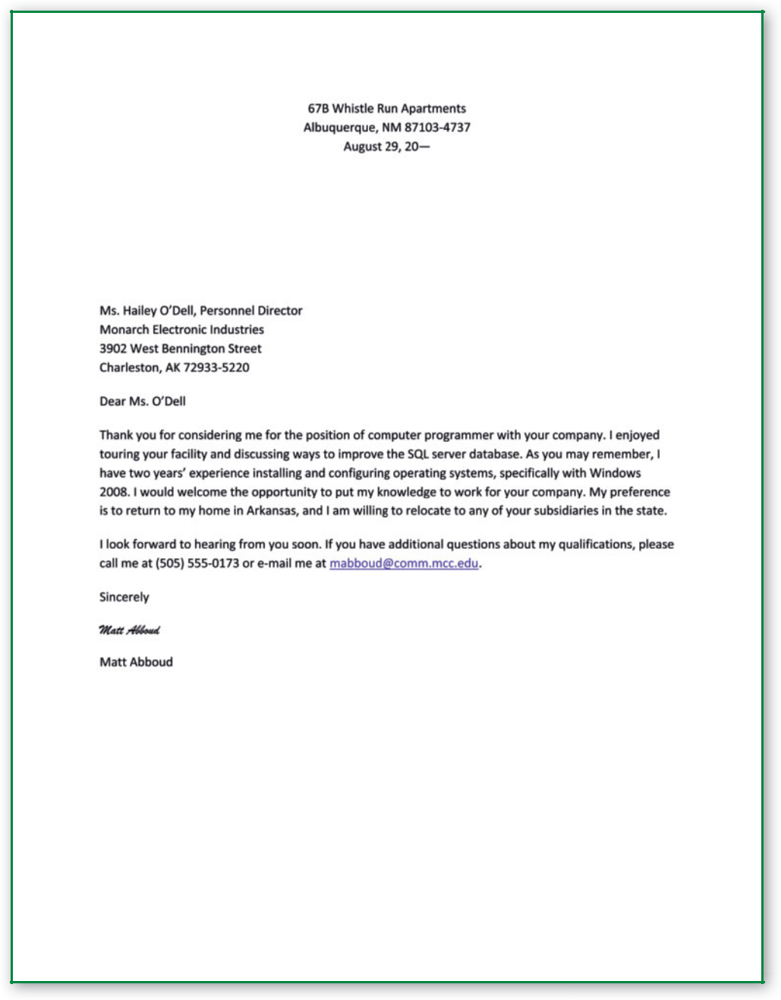 67B Whistle Run Apartments
Albuquerque, NM 87103-4737
August 29, 20—
Ms. Hailey O’Dell, Personnel Director
Monarch Electronic Industries
3902 West Bennington Street
Charleston, AK 72933-5220
Dear Ms. O’Dell
Thank you for considering me for the position of computer programmer with your company. I enjoyed
touring your facility and discussing ways to improve the SQL server database. As you may remember, I
have two years’ experience installing and configuring operating systems, specifically with Windows
2008. I would welcome the opportunity to put my knowledge to work for your company. My preference
is to return to my home in Arkansas, and I am willing to relocate to any of your subsidiaries in the state.
I look forward to hearing from you soon. If you have additional questions about my qualifications, please
call me at (505) 555-0173 or e-mail me at mabboud@comm.mcc.edu.
Sincerely
Matt Abboud
Matt Abboud